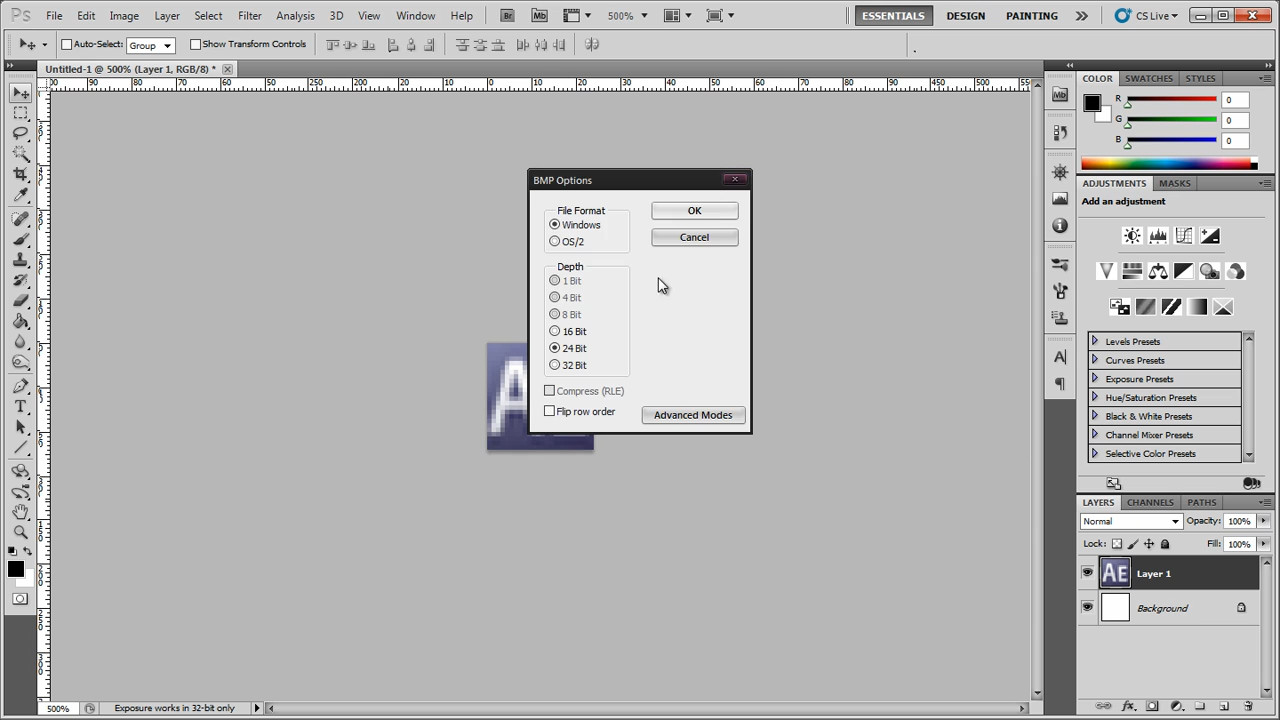 Ps File Edit Image Layer Select Filter Analysis 3D View Window Help Br Mb 500% ESSENTIALS DESIGN PAINTING CS Live
Auto-Select: Group Show Transform Controls
Untitled-1 @ 500% (Layer 1, RGB/8) *
BMP Options
File Format
Windows
OS/2
OK
Cancel
Depth
1 Bit
4 Bit
8 Bit
16 Bit
24 Bit
32 Bit
Compress (RLE)
Flip row order
Advanced Modes
COLOR SWATCHES STYLES
R 0
G 0
B 0
ADJUSTMENTS MASKS
Add an adjustment
Levels Presets
Curves Presets
Exposure Presets
Hue/Saturation Presets
Black & White Presets
Channel Mixer Presets
Selective Color Presets
LAYERS CHANNELS PATHS
Normal Opacity: 100%
Lock: Fill: 100%
AE Layer 1
Background
500% Exposure works in 32-bit only